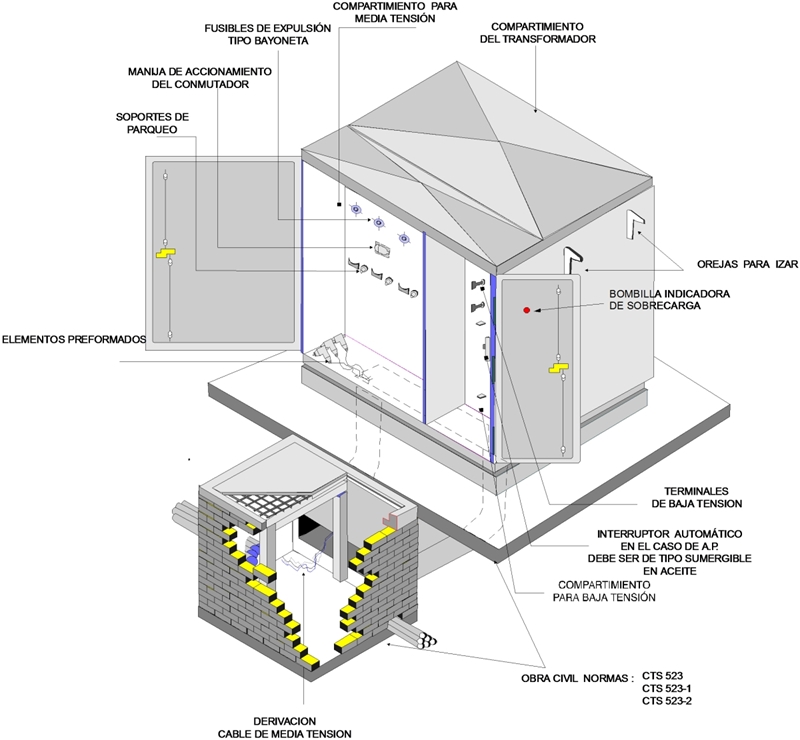 COMPARTIMIENTO PARA
MEDIA TENSIÓN
FUSIBLES DE EXPULSIÓN
TIPO BAYONETA
COMPARTIMIENTO
DEL TRANSFORMADOR
MANIJA DE ACCIONAMIENTO
DEL CONMUTADOR
SOPORTES DE
PARQUEO
OREJAS PARA IZAR
BOMBILLA INDICADORA
DE SOBRECARGA
ELEMENTOS PREFORMADOS
TERMINALES
DE BAJA TENSION
INTERRUPTOR AUTOMÁTICO
EN EL CASO DE A.P.
DEBE SER DE TIPO SUMERGIBLE
EN ACEITE
COMPARTIMIENTO
PARA BAJA TENSIÓN
OBRA CIVIL NORMAS : CTS 523
CTS 523-1
CTS 523-2
DERIVACION
CABLE DE MEDIA TENSION